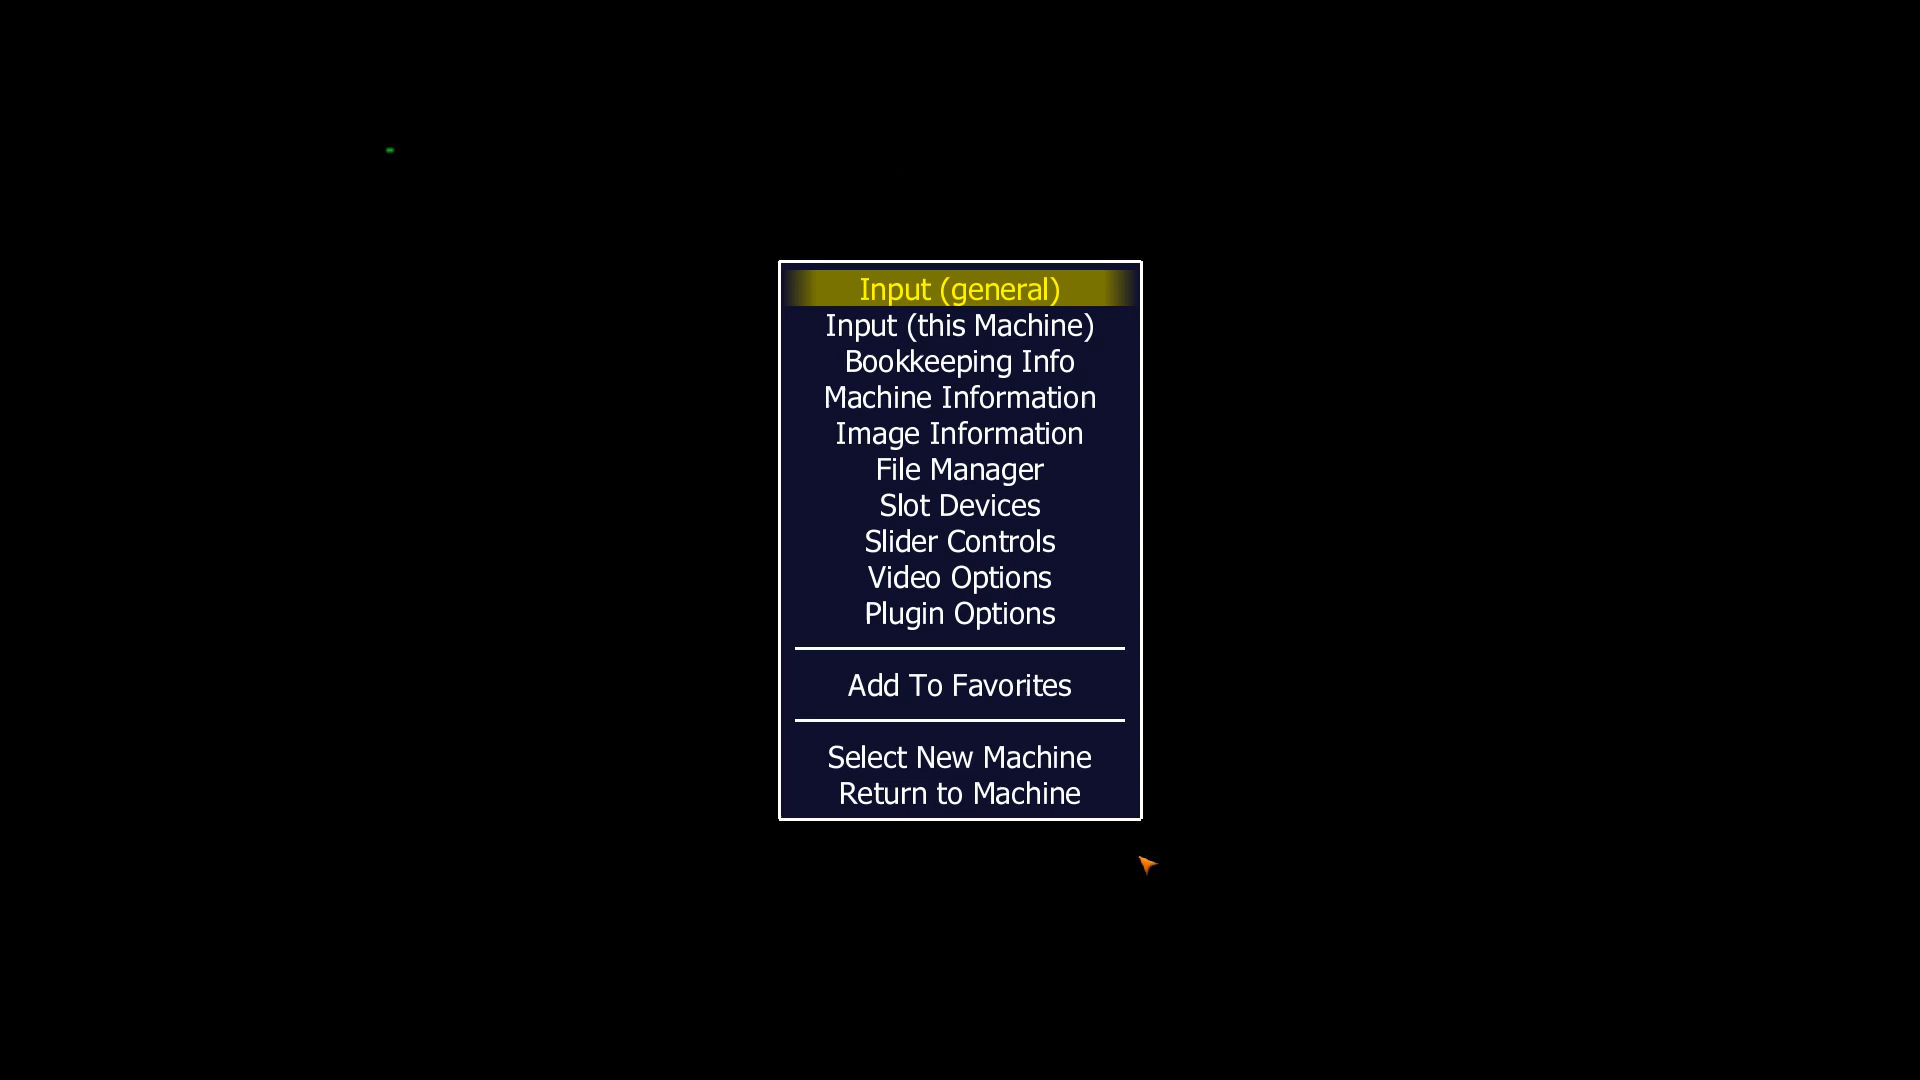 Input (general)
Input (this Machine)
Bookkeeping Info
Machine Information
Image Information
File Manager
Slot Devices
Slider Controls
Video Options
Plugin Options
Add To Favorites
Select New Machine
Return to Machine